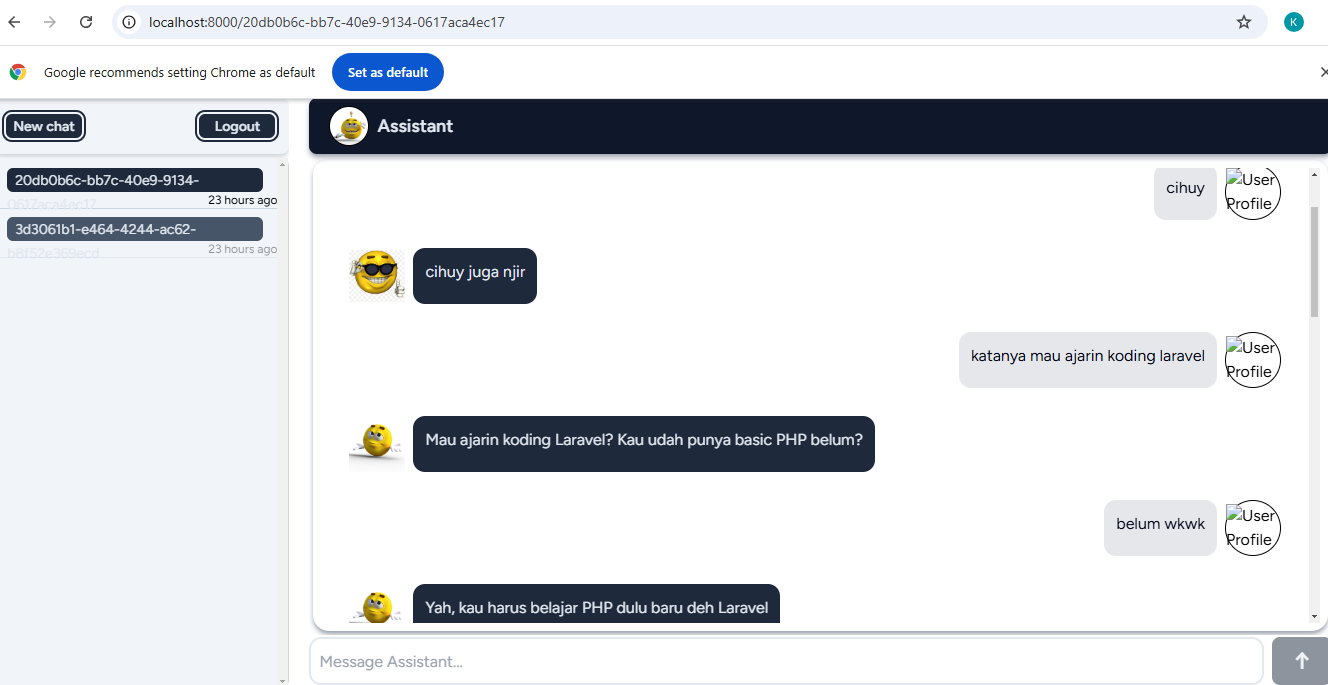 localhost:8000/20db0b6c-bb7c-40e9-9134-0617aca4ec17
K
Google recommends setting Chrome as default
Set as default
New chat
Logout
Assistant
20db0b6c-bb7c-40e9-9134-
0617aca4ec17
23 hours ago
3d3061b1-e464-4244-ac62-
b8f52e369ecd
23 hours ago
cihuy
User
Profile
cihuy juga njir
katanya mau ajarin koding laravel
User
Profile
Mau ajarin koding Laravel? Kau udah punya basic PHP belum?
belum wkwk
User
Profile
Yah, kau harus belajar PHP dulu baru deh Laravel
Message Assistant...